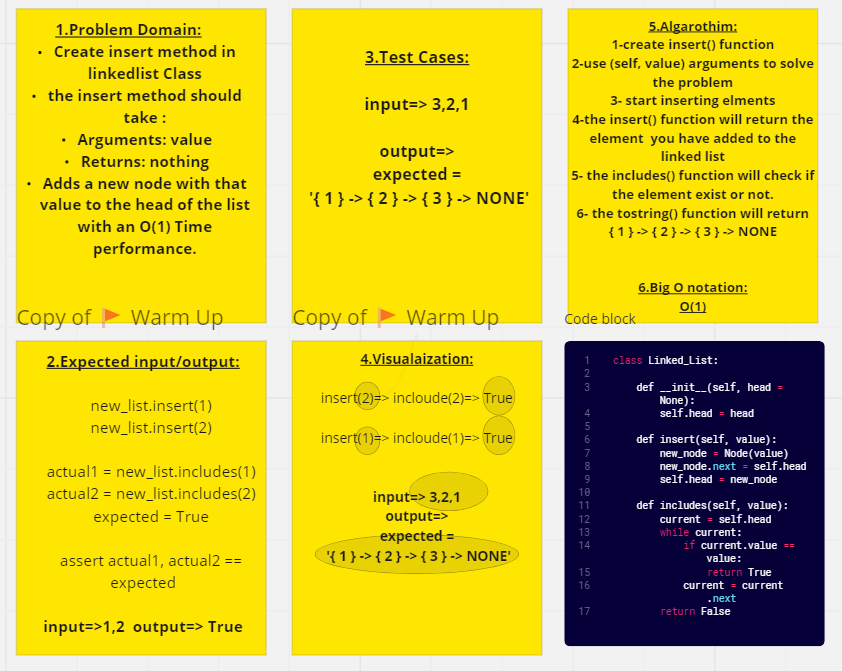 1.Problem Domain:
• Create insert method in
linkedlist Class
• the insert method should
take :
• Arguments: value
• Returns: nothing
• Adds a new node with that
value to the head of the list
with an O(1) Time
performance.
Copy of 🚩 Warm Up
2.Expected input/output:
new_list.insert(1)
new_list.insert(2)
actual1 = new_list.includes(1)
actual2 = new_list.includes(2)
expected = True
assert actual1, actual2 ==
expected
input=>1,2 output=> True
3.Test Cases:
input=> 3,2,1
output=>
expected =
'{ 1 } -> { 2 } -> { 3 } -> NONE'
Copy of 🚩 Warm Up
4.Visualaization:
insert(2)=> incloude(2)=> True
insert(1)=> incloude(1)=> True
input=> 3,2,1
output=>
expected =
'{ 1 } -> { 2 } -> { 3 } -> NONE'
5.Algarothim:
1-create insert() function
2-use (self, value) arguments to solve
the problem
3- start inserting elments
4-the insert() function will return the
element you have added to the
linked list
5- the includes() function will check if
the element exist or not.
6- the tostring() function will return
{ 1 } -> { 2 } -> { 3 } -> NONE
6.Big O notation:
O(1)
Code block
1 class Linked_List:
2
3 def __init__(self, head =
None):
4 self.head = head
5
6 def insert(self, value):
7 new_node = Node(value)
8 new_node.next = self.head
9 self.head = new_node
10
11 def includes(self, value):
12 current = self.head
13 while current:
14 if current.value ==
value:
15 return True
16 current = current
.next
17 return False